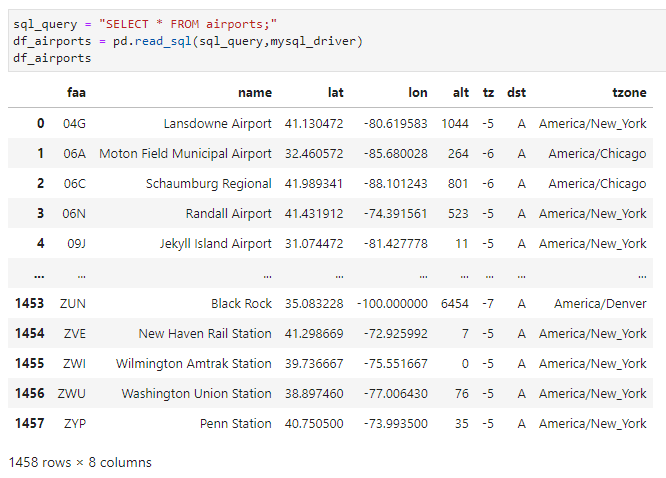 sql_query = "SELECT * FROM airports;"
df_airports = pd.read_sql(sql_query,mysql_driver)
df_airports
faa name lat lon alt tz dst tzone
0 04G Lansdowne Airport 41.130472 -80.619583 1044 -5 A America/New_York
1 06A Moton Field Municipal Airport 32.460572 -85.680028 264 -6 A America/Chicago
2 06C Schaumburg Regional 41.989341 -88.101243 801 -6 A America/Chicago
3 06N Randall Airport 41.431912 -74.391561 523 -5 A America/New_York
4 09J Jekyll Island Airport 31.074472 -81.427778 11 -5 A America/New_York
... ... ... ... ... ... ... ... ...
1453 ZUN Black Rock 35.083228 -100.000000 6454 -7 A America/Denver
1454 ZVE New Haven Rail Station 41.298669 -72.925992 7 -5 A America/New_York
1455 ZWI Wilmington Amtrak Station 39.736667 -75.551667 0 -5 A America/New_York
1456 ZWU Washington Union Station 38.897460 -77.006430 76 -5 A America/New_York
1457 ZYP Penn Station 40.750500 -73.993500 35 -5 A America/New_York
1458 rows × 8 columns